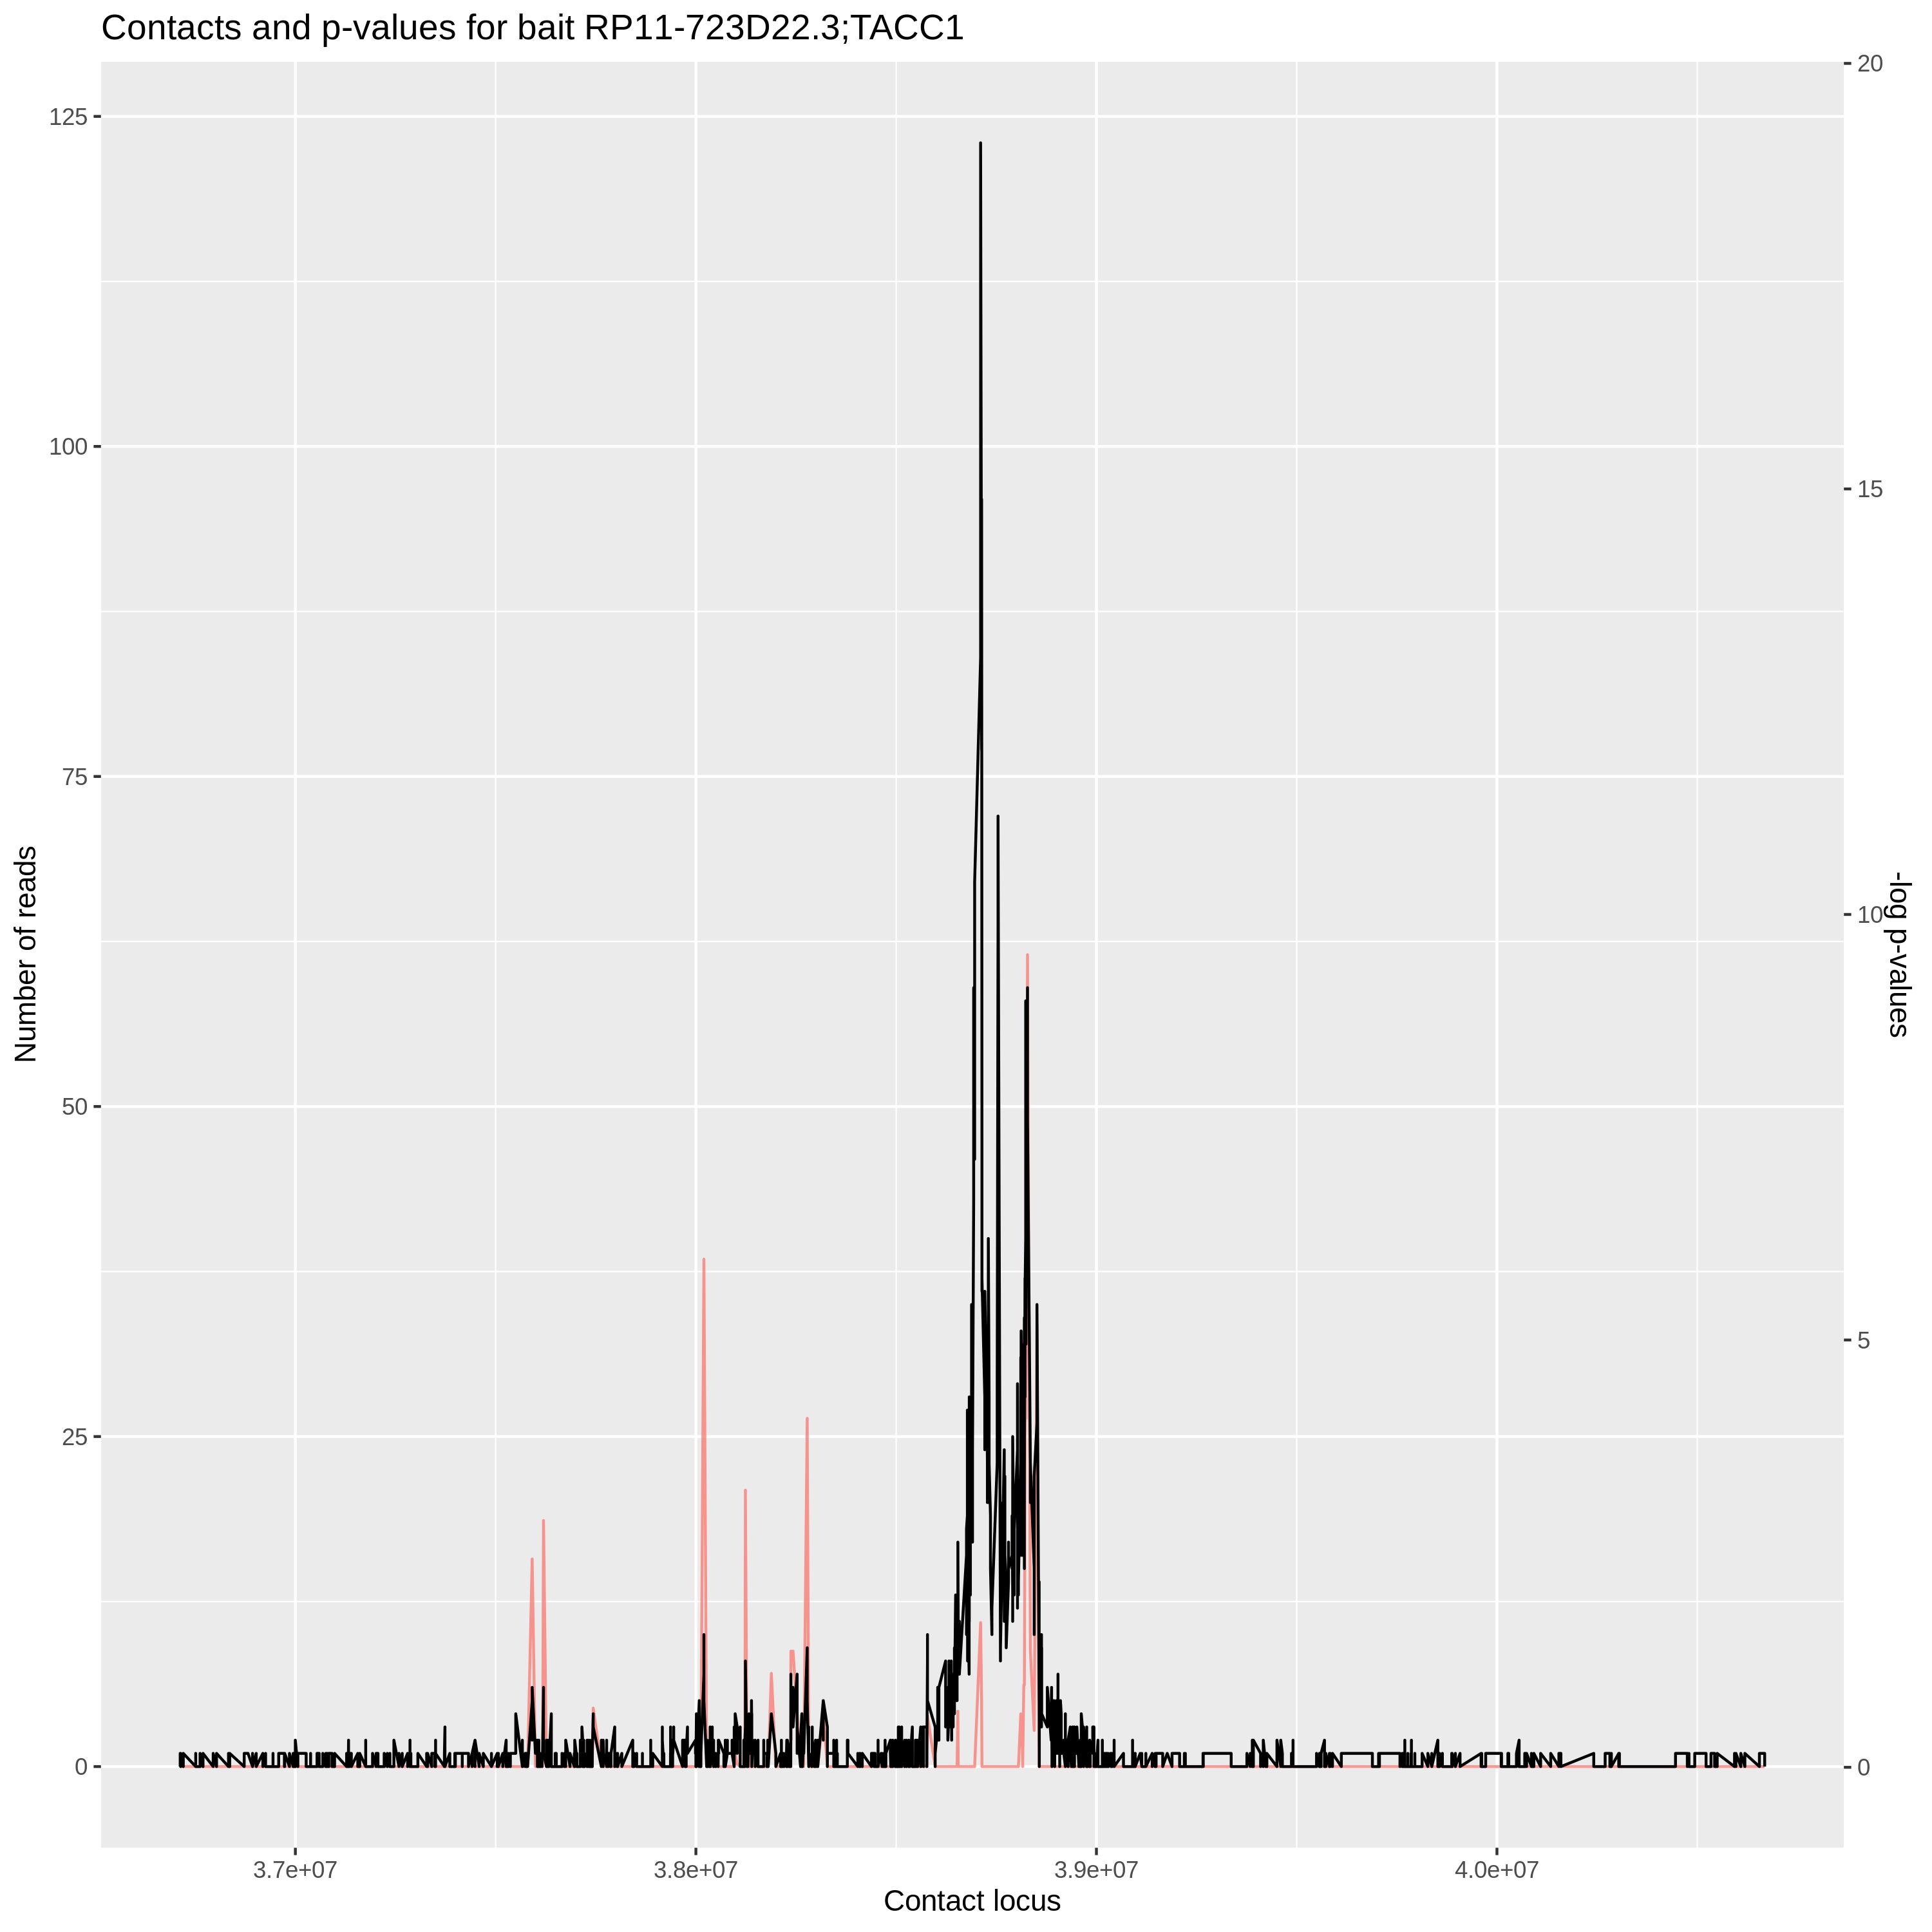 Contacts and p-values for bait RP11-723D22.3;TACC1
125
100
75
50
25
0
Number of reads
20
15
10
5
0
-log p-values
3.7e+07
3.8e+07
3.9e+07
4.0e+07
Contact locus